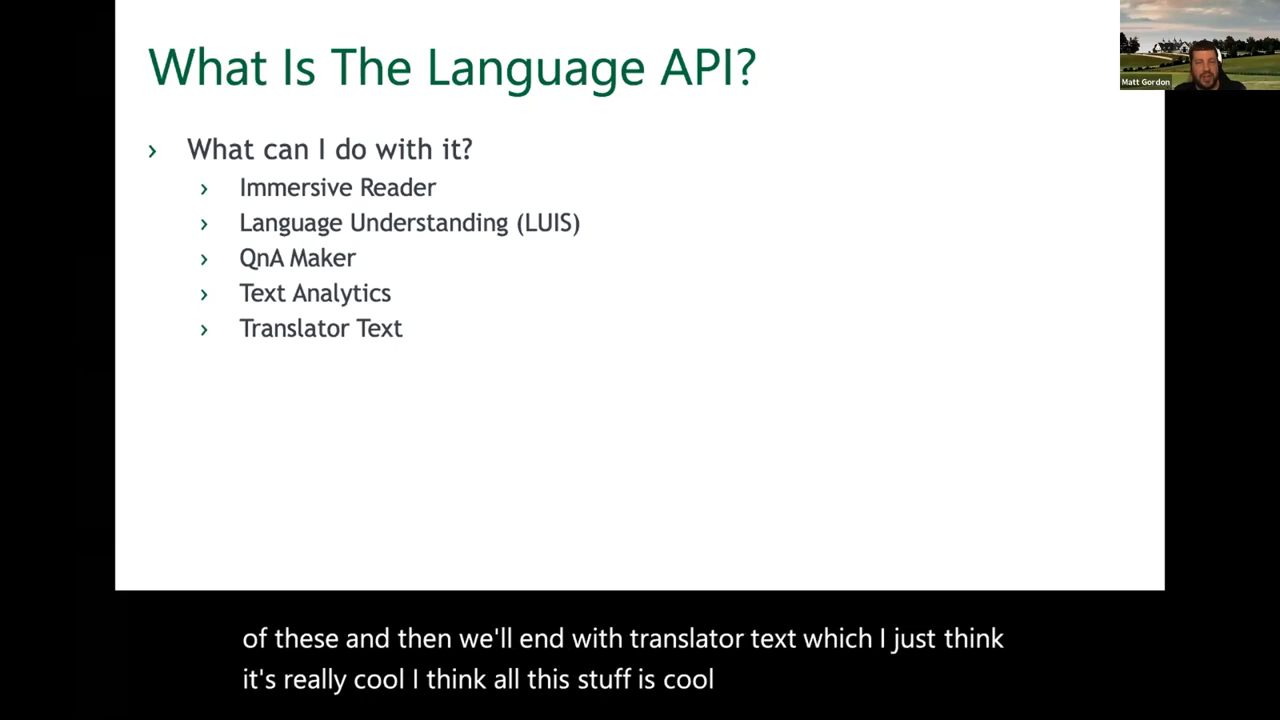 What Is The Language API?
Matt Gordon
› What can I do with it?
› Immersive Reader
› Language Understanding (LUIS)
› QnA Maker
› Text Analytics
› Translator Text
of these and then we'll end with translator text which I just think
it's really cool I think all this stuff is cool